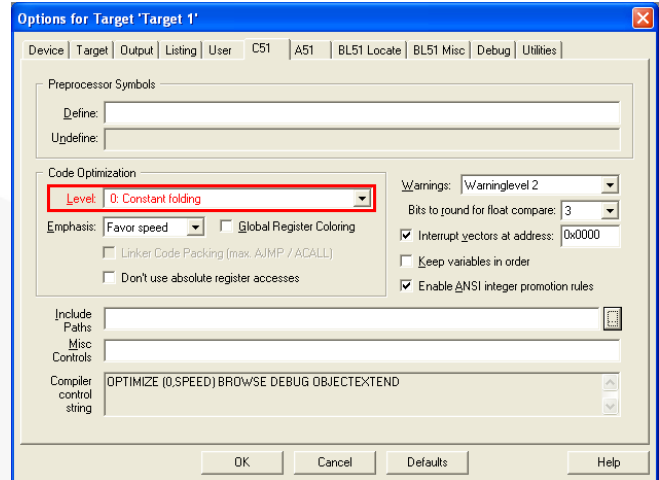 Options for Target 'Target 1'
Device Target Output Listing User C51 A51 BL51 Locate BL51 Misc Debug Utilities
Preprocessor Symbols
Define:
Undefine:
Code Optimization
Level: 0: Constant folding
Warnings: Warninglevel 2
Emphasis: Favor speed Global Register Coloring
Bits to round for float compare: 3
Linker Code Packing (max. AJMP / ACALL)
Interrupt vectors at address: 0x0000
Don't use absolute register accesses
Keep variables in order
Enable ANSI integer promotion rules
Include
Paths
...
Misc
Controls
Compiler
control
string
OPTIMIZE (0,SPEED) BROWSE DEBUG OBJECTEXTEND
OK Cancel Defaults Help